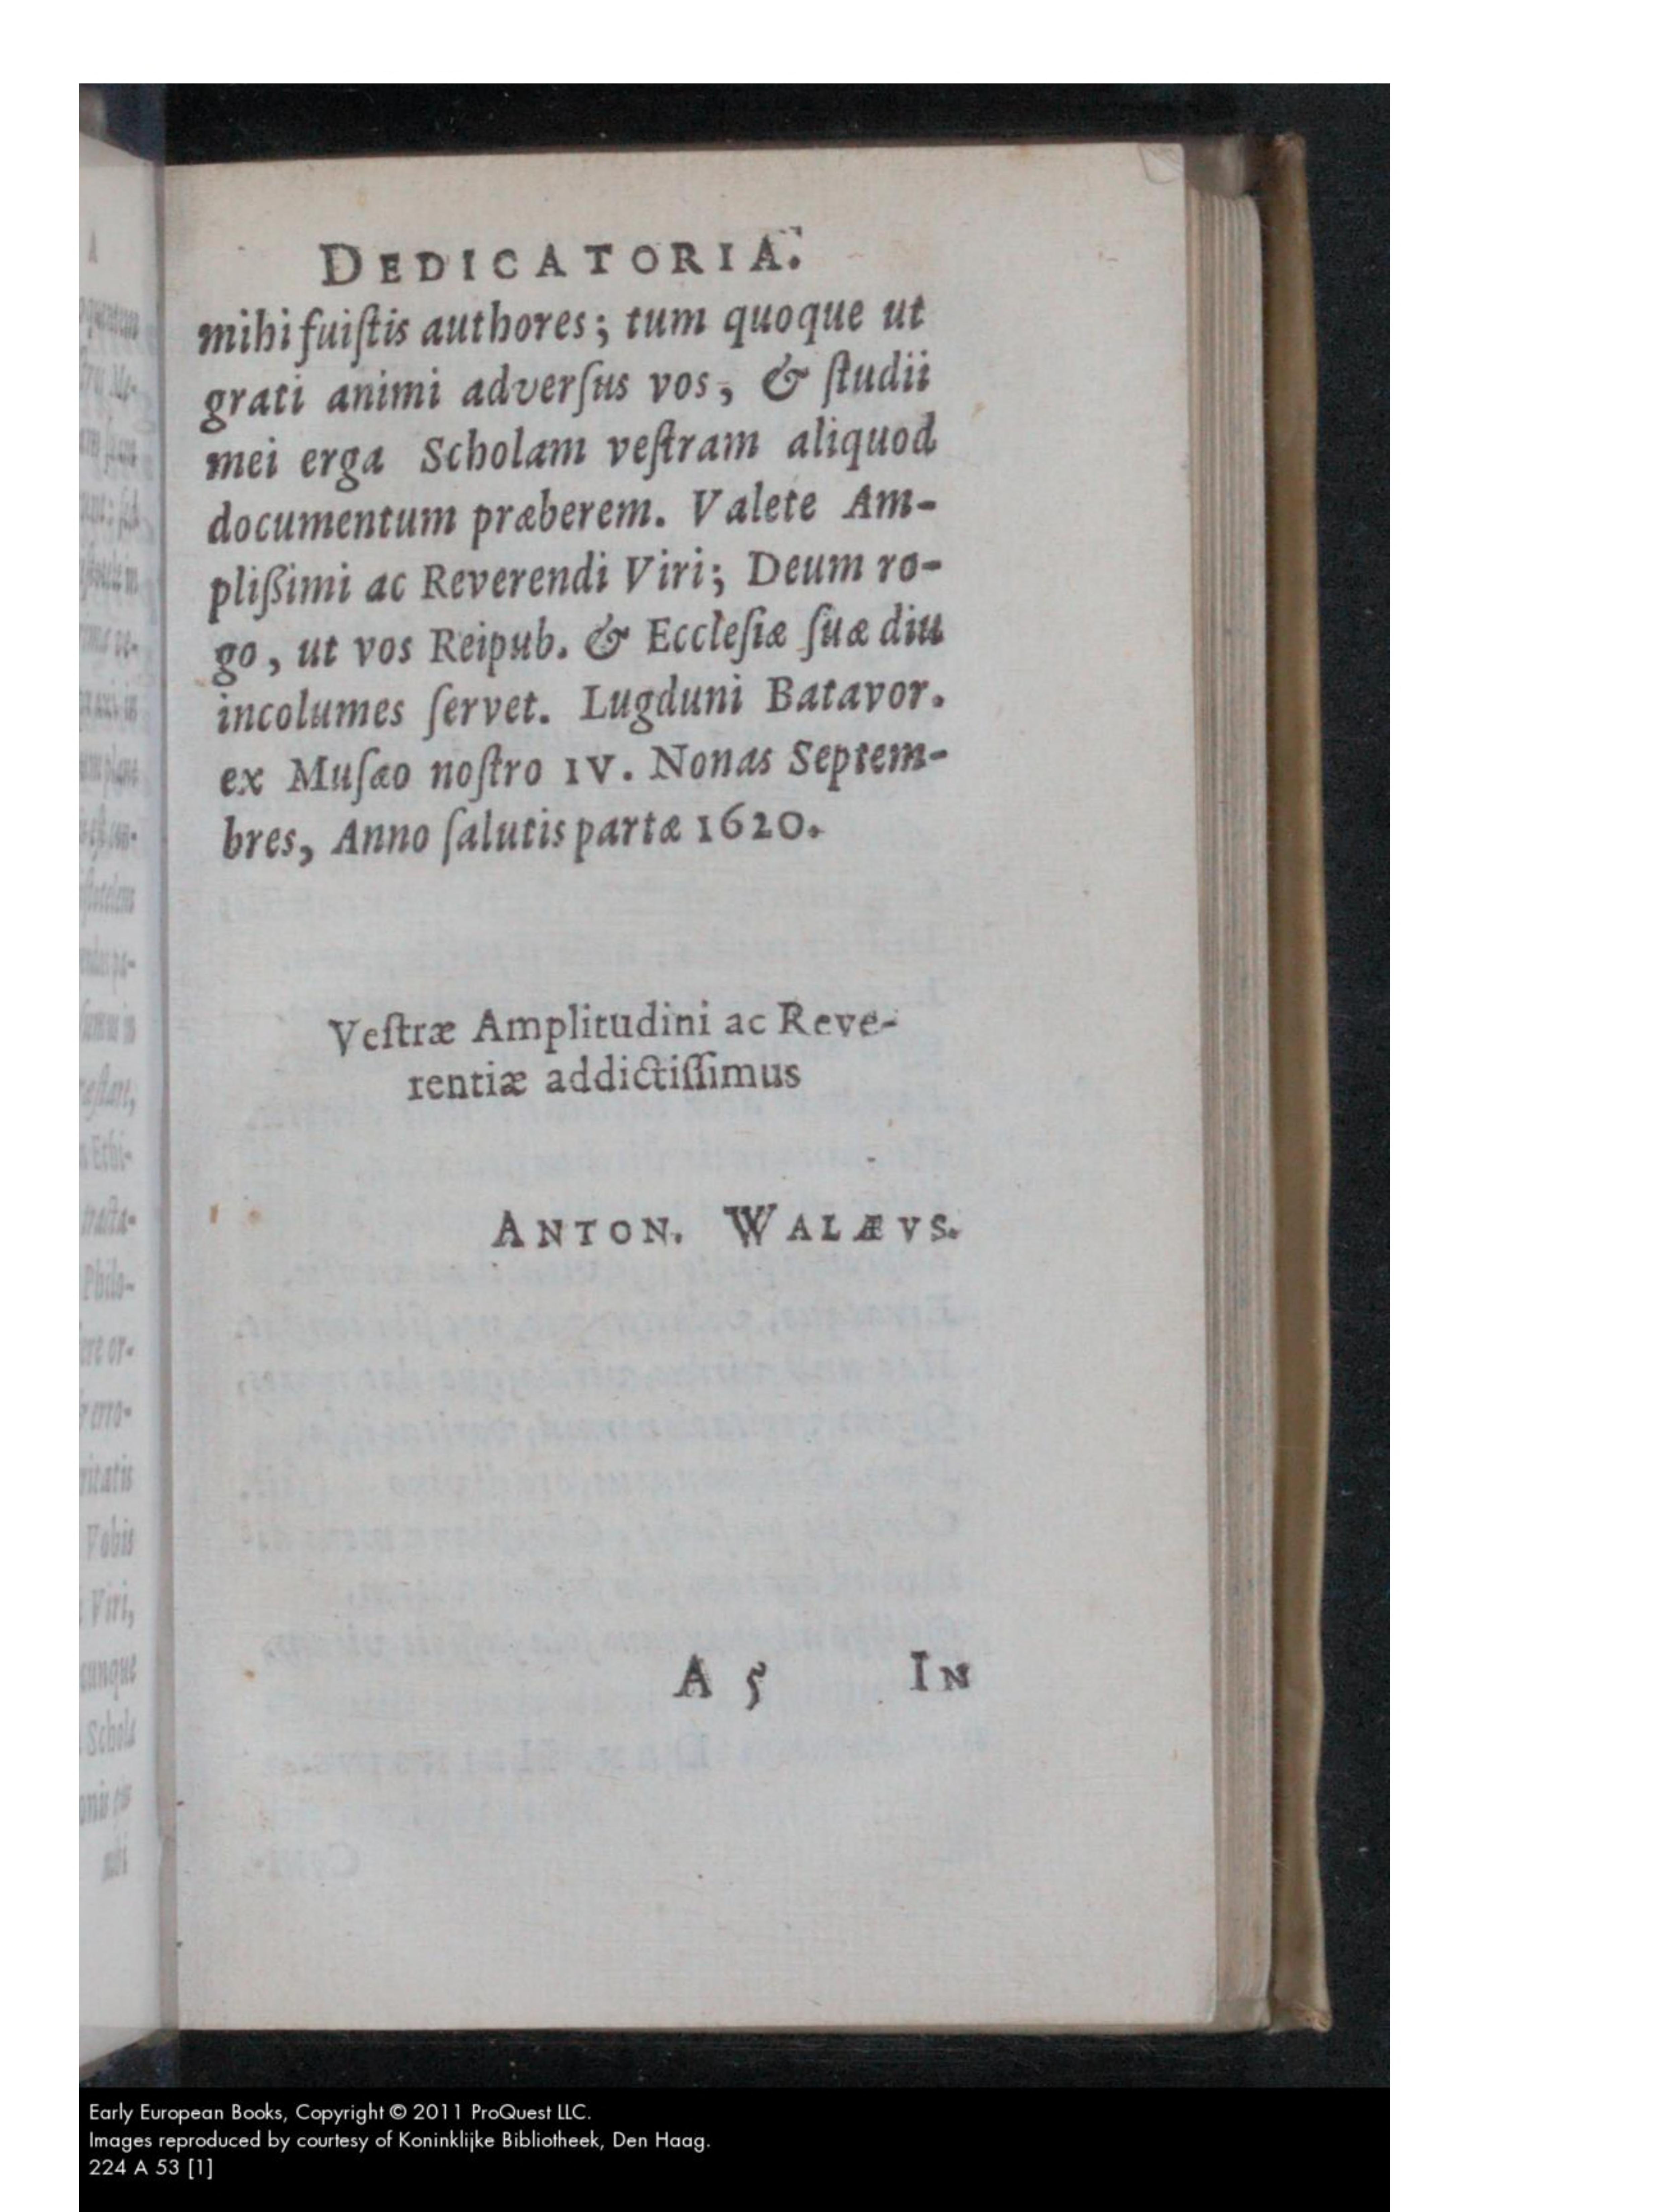 DEDICATORIA.
mihi fuiſtis authores; tum quoque ut
grati animi adverſus vos, & ſtudii
mei erga Scholam veſtram aliquod
documentum præberem. Valete Am-
pliſsimi ac Reverendi Viri; Deum ro-
go, ut vos Reipub. & Eccleſiæ ſuæ diu
incolumes ſervet. Lugduni Batavor.
ex Muſæo noſtro IV. Nonas Septem-
bres, Anno ſalutis partæ 1620.
Veſtræ Amplitudini ac Reve-
rentiæ addictiſſimus
ANTON. WALÆVS.
A 5 IN
Early European Books, Copyright © 2011 ProQuest LLC.
Images reproduced by courtesy of Koninklijke Bibliotheek, Den Haag.
224 A 53 [1]